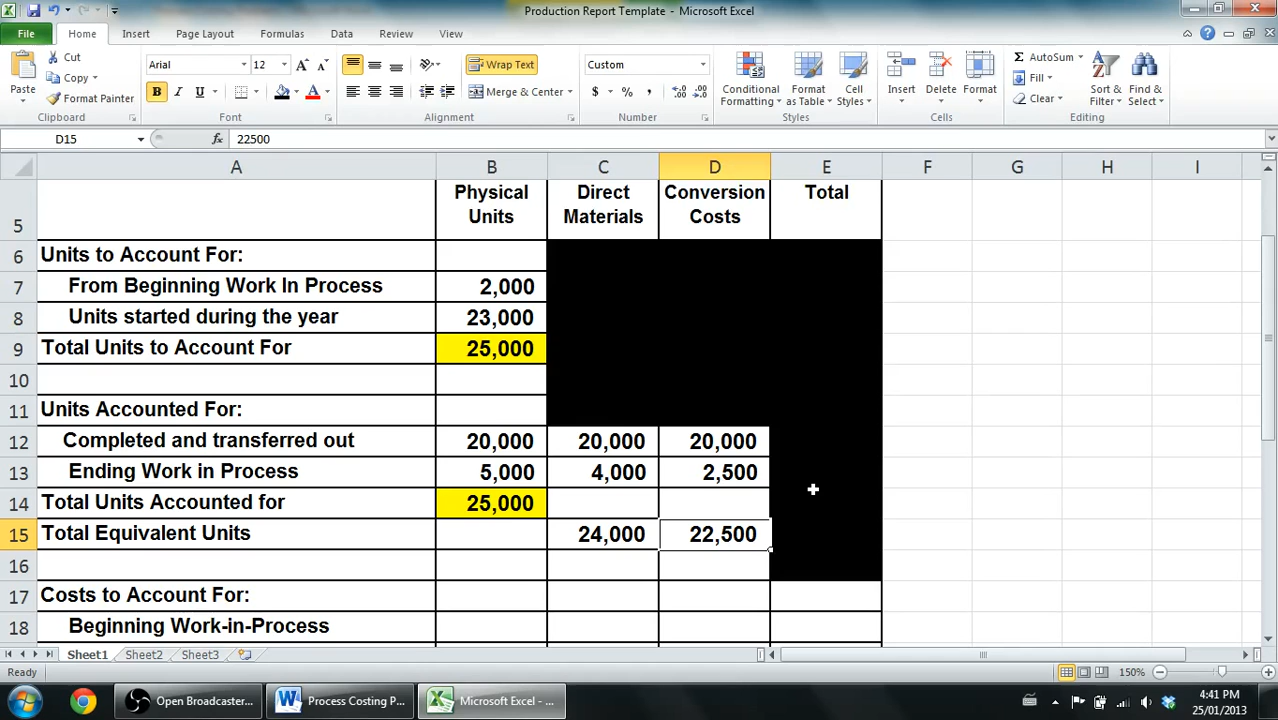 Production Report Template - Microsoft Excel
File Home Insert Page Layout Formulas Data Review View
Paste
Cut
Copy
Format Painter
Clipboard
Arial 12
B I U
Font
Wrap Text
Merge & Center
Alignment
Custom
$ % ,
Number
Conditional Formatting
Format as Table
Cell Styles
Styles
Insert Delete Format
Cells
Σ AutoSum
Fill
Clear
Sort & Filter
Find & Select
Editing
D15 fx 22500
A B C D E F G H I
5 Physical Units Direct Materials Conversion Costs Total
6 Units to Account For:
7 From Beginning Work In Process 2,000
8 Units started during the year 23,000
9 Total Units to Account For 25,000
10
11 Units Accounted For:
12 Completed and transferred out 20,000 20,000 20,000
13 Ending Work in Process 5,000 4,000 2,500
14 Total Units Accounted for 25,000
15 Total Equivalent Units 24,000 22,500
16
17 Costs to Account For:
18 Beginning Work-in-Process
Sheet1 Sheet2 Sheet3
Ready 150%
Open Broadcaster... Process Costing P... Microsoft Excel - ... 4:41 PM
25/01/2013